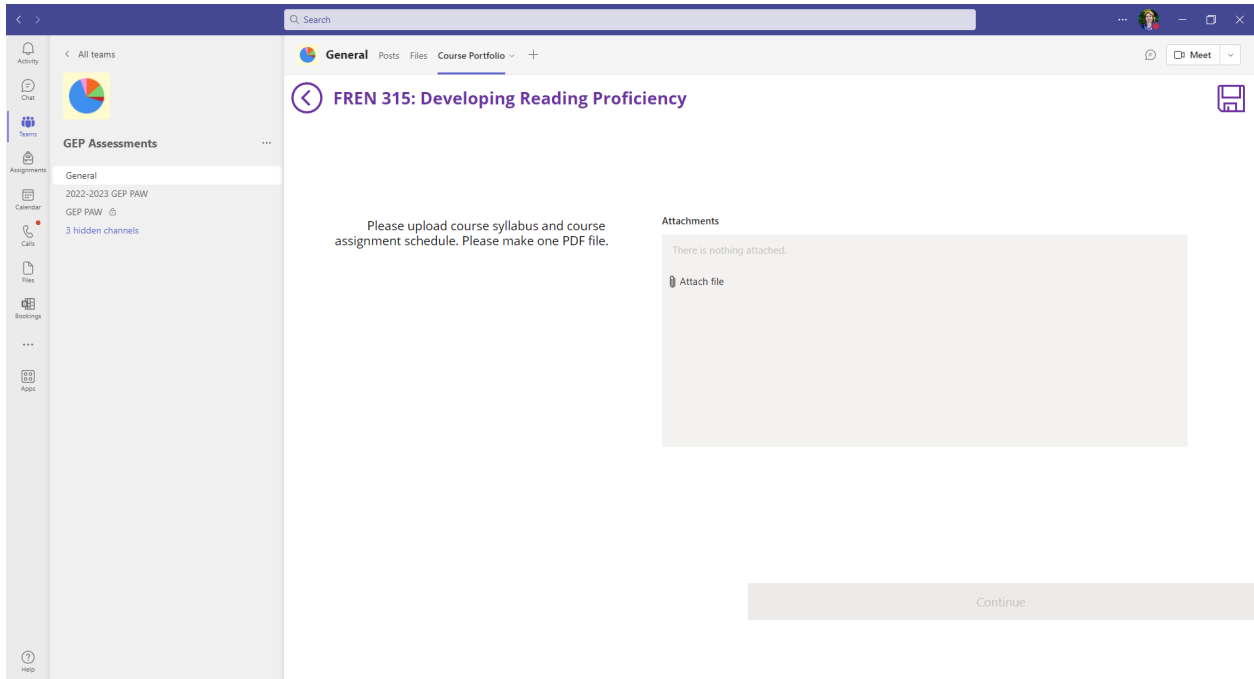 Search
Activity
Chat
Teams
Assignments
Calendar
Calls
Files
Bookings
Apps
Help
All teams
GEP Assessments
General
2022-2023 GEP PAW
GEP PAW
3 hidden channels
General Posts Files Course Portfolio
Meet
FREN 315: Developing Reading Proficiency
Please upload course syllabus and course
assignment schedule. Please make one PDF file.
Attachments
There is nothing attached.
Attach file
Continue